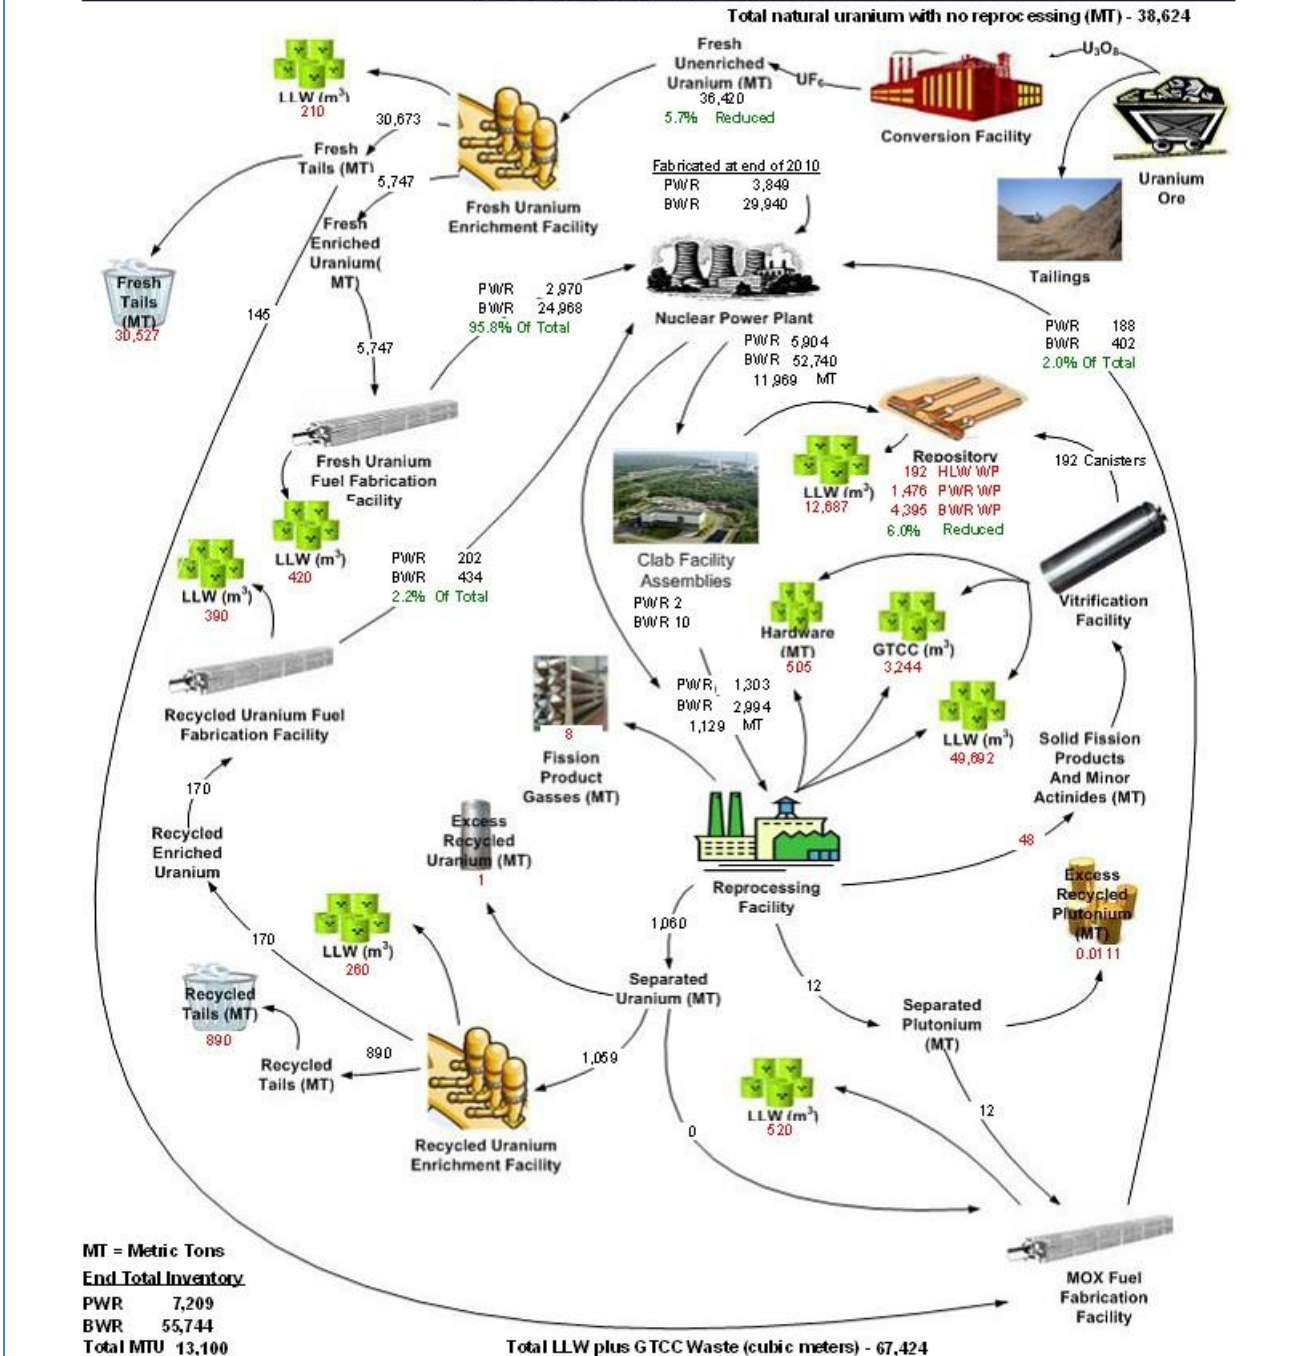 Total natural uranium with no reprocessing (MT) - 38,624
Fresh
Unenriched
Uranium (MT)
36,420
5.7% Reduced
UF₆
U₃O₈
Conversion Facility
Uranium
Ore
Tailings
LLW (m³)
210
30,673
Fresh
Tails (MT)
5,747
Fresh Uranium
Enrichment Facility
Fresh
Enriched
Uranium(
MT)
Fresh
Tails
(MT)
30,527
145
5,747
Fabricated at end of 2010
PWR 3,849
BWR 29,940
Nuclear Power Plant
PWR 2,970
BWR 24,968
95.8% Of Total
PWR 5,904
BWR 52,740
11,969 MT
PWR 188
BWR 402
2.0% Of Total
Fresh Uranium
Fuel Fabrication
Facility
LLW (m³)
420
LLW (m³)
390
PWR 202
BWR 434
2.2% Of Total
Recycled Uranium Fuel
Fabrication Facility
Clab Facility
Assemblies
PWR 2
BWR 10
LLW (m³)
12,687
Repository
192 HLW WP
1,476 PWR WP
4,395 BWR WP
6.0% Reduced
192 Canisters
Vitrification
Facility
Hardware
(MT)
505
GTCC (m³)
3,244
LLW (m³)
49,692
PWR 1,303
BWR 2,994
1,129 MT
8
Fission
Product
Gasses (MT)
Solid Fission
Products
And Minor
Actinides (MT)
48
170
Recycled
Enriched
Uranium
Excess
Recycled
Uranium (MT)
1
Reprocessing
Facility
Excess
Recycled
Plutonium
(MT)
0.0111
170
LLW (m³)
260
1,060
Separated
Uranium (MT)
12
Separated
Plutonium
(MT)
Recycled
Tails (MT)
890
Recycled
Tails (MT)
890
1,059
0
LLW (m³)
520
12
Recycled Uranium
Enrichment Facility
MOX Fuel
Fabrication
Facility
MT = Metric Tons
End Total Inventory
PWR 7,209
BWR 55,744
Total MTU 13,100
Total LLW plus GTCC Waste (cubic meters) - 67,424